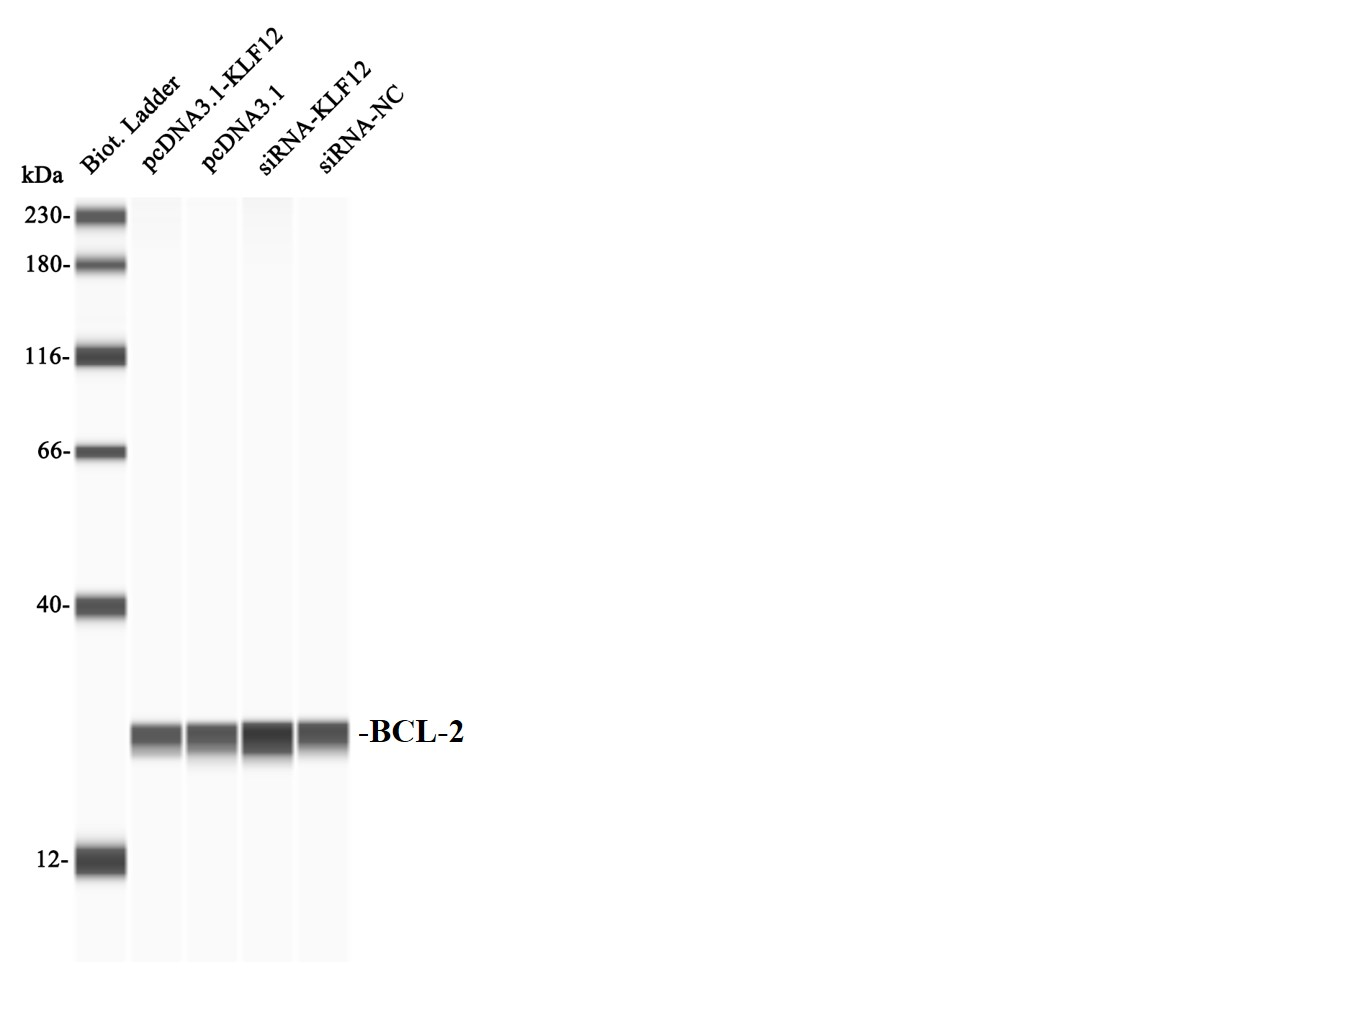 Biot. Ladder
pcDNA3.1-KLF12
pcDNA3.1
siRNA-KLF12
siRNA-NC
kDa
230-
180-
116-
66-
40-
-BCL-2
12-